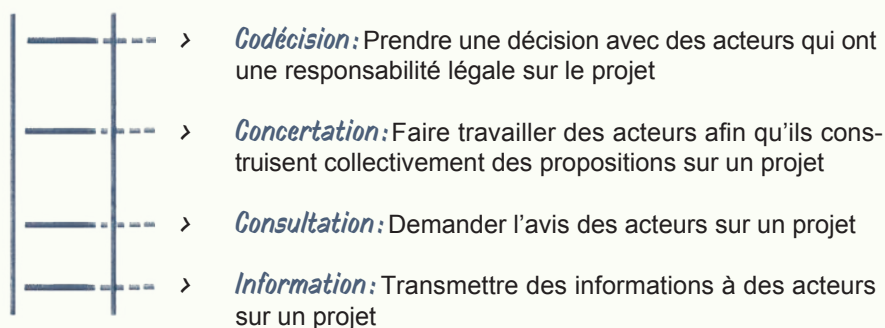 › Codécision : Prendre une décision avec des acteurs qui ont
une responsabilité légale sur le projet
› Concertation : Faire travailler des acteurs afin qu’ils cons-
truisent collectivement des propositions sur un projet
› Consultation : Demander l’avis des acteurs sur un projet
› Information : Transmettre des informations à des acteurs
sur un projet